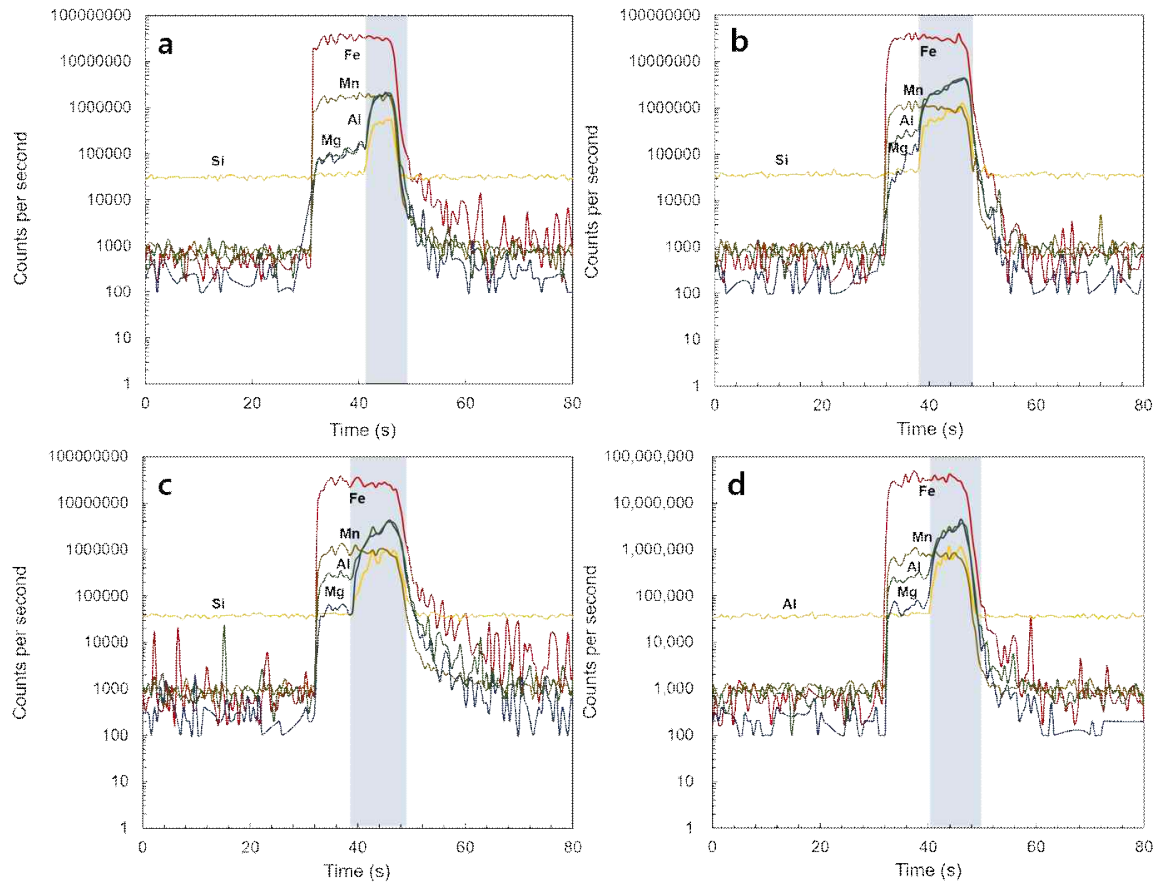 a
100000000
10000000
1000000
100000
10000
1000
100
10
1
Counts per second
Fe
Mn
Al
Mg
Si
0 20 40 60 80
Time (s)
b
100000000
10000000
1000000
100000
10000
1000
100
10
1
Counts per second
Fe
Mn
Al
Mg
Si
0 20 40 60 80
Time (s)
c
100000000
10000000
1000000
100000
10000
1000
100
10
1
Counts per second
Fe
Mn
Al
Mg
Si
0 20 40 60 80
Time (s)
d
100,000,000
10,000,000
1,000,000
100,000
10,000
1,000
100
10
1
Counts per second
Fe
Mn
Al
Mg
Al
0 20 40 60 80
Time (s)